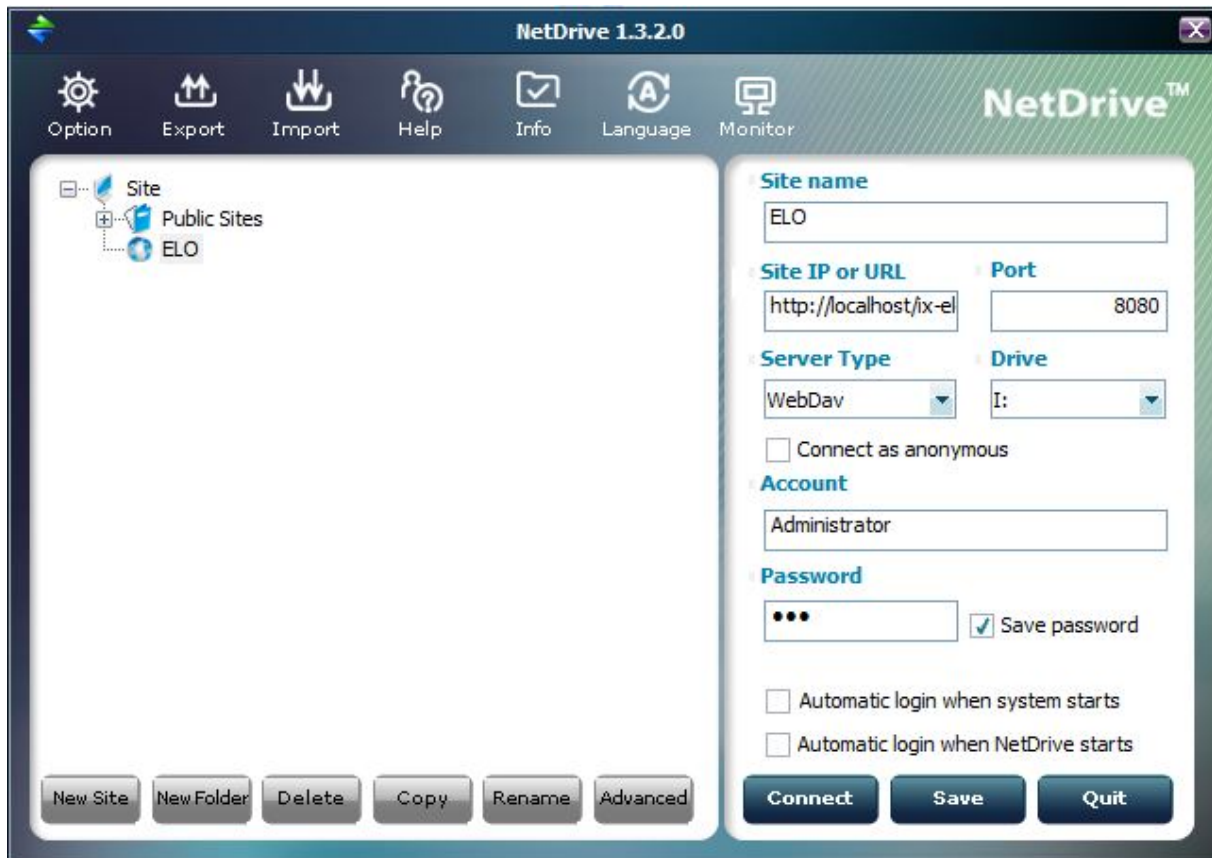 NetDrive 1.3.2.0
Option Export Import Help Info Language Monitor
NetDrive™
Site
Public Sites
ELO
Site name
ELO
Site IP or URL Port
http://localhost/ix-el 8080
Server Type Drive
WebDav I:
Connect as anonymous
Account
Administrator
Password
●●● Save password
Automatic login when system starts
Automatic login when NetDrive starts
New Site New Folder Delete Copy Rename Advanced
Connect Save Quit